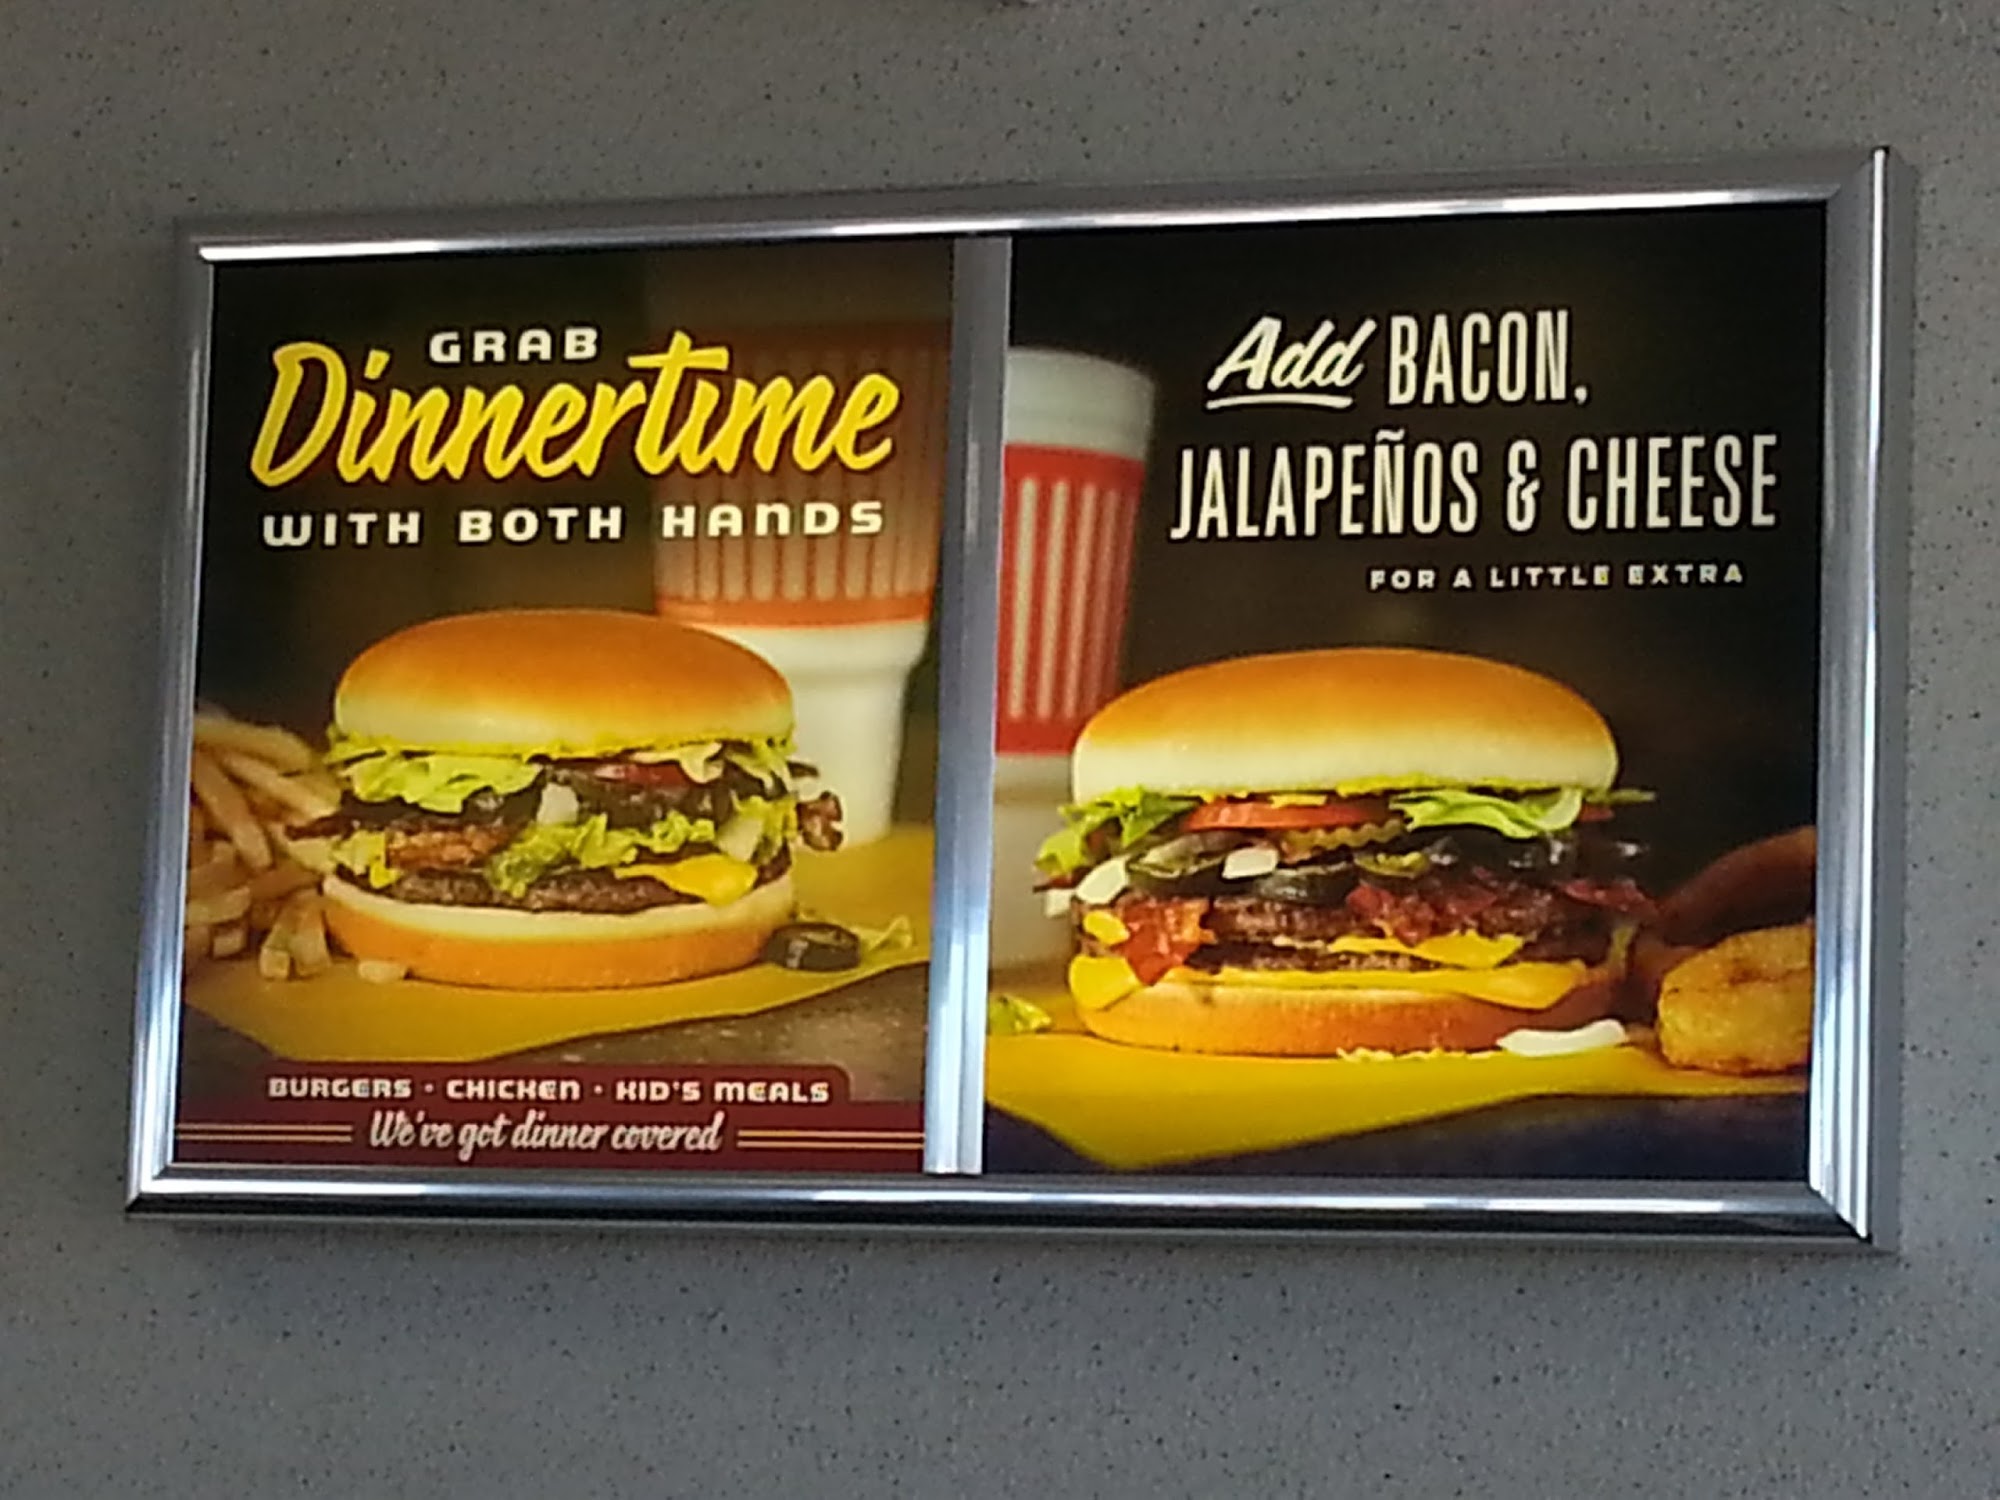 GRAB
Dinnertime
WITH BOTH HANDS
BURGERS • CHICKEN • KID'S MEALS
We've got dinner covered
Add BACON,
JALAPEÑOS & CHEESE
FOR A LITTLE EXTRA